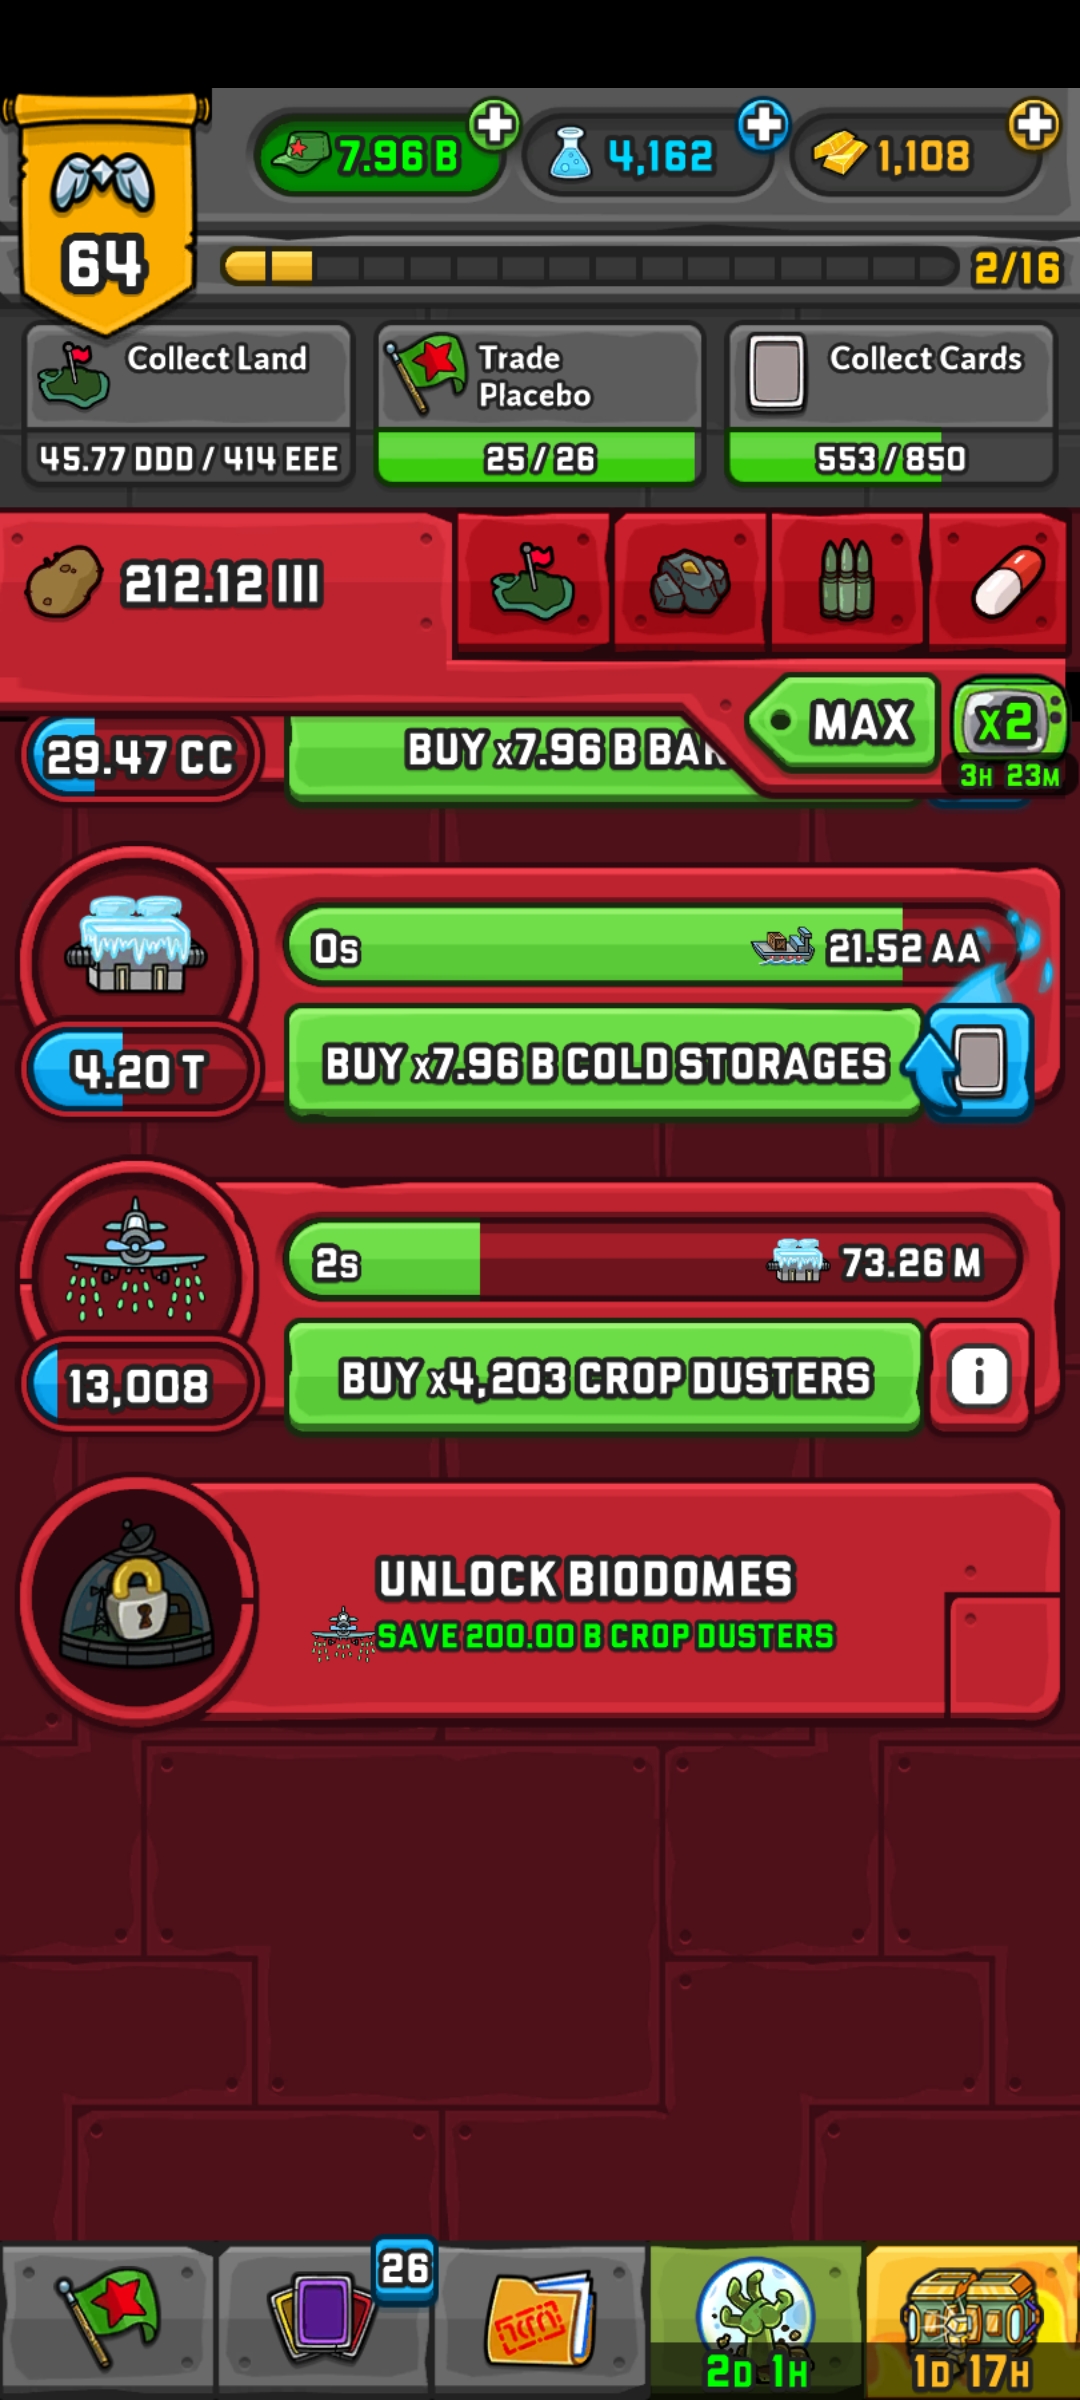 7.96 B
4,162
1,108
64
2/16
Collect Land
45.77 DDD / 414 EEE
Trade
Placebo
25 / 26
Collect Cards
553 / 850
212.12 III
MAX
x2
3H 23M
29.47 CC
BUY x7.96 B
0s
21.52 AA
4.20 T
BUY x7.96 B COLD STORAGES
2s
73.26 M
13,008
BUY x4,203 CROP DUSTERS
i
UNLOCK BIODOMES
SAVE 200.00 B CROP DUSTERS
26
2D 1H
1D 17H